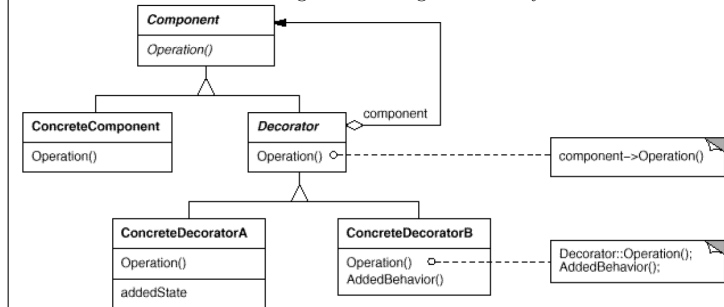 Component
Operation()
component
ConcreteComponent
Operation()
Decorator
Operation()
component->Operation()
ConcreteDecoratorA
Operation()
addedState
ConcreteDecoratorB
Operation()
AddedBehavior()
Decorator::Operation();
AddedBehavior();